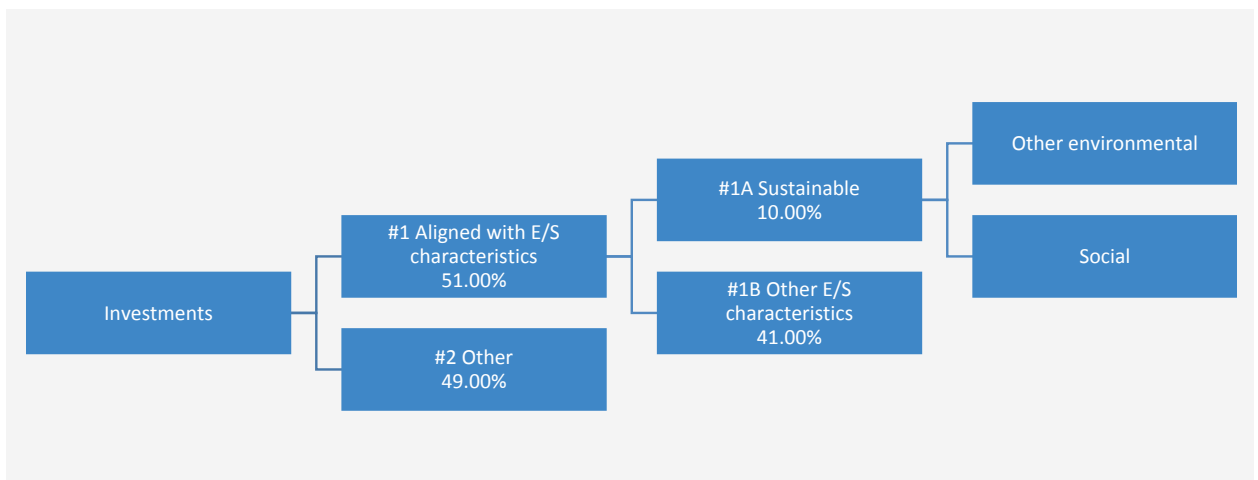 Investments
#1 Aligned with E/S
characteristics
51.00%
#2 Other
49.00%
#1A Sustainable
10.00%
#1B Other E/S
characteristics
41.00%
Other environmental
Social